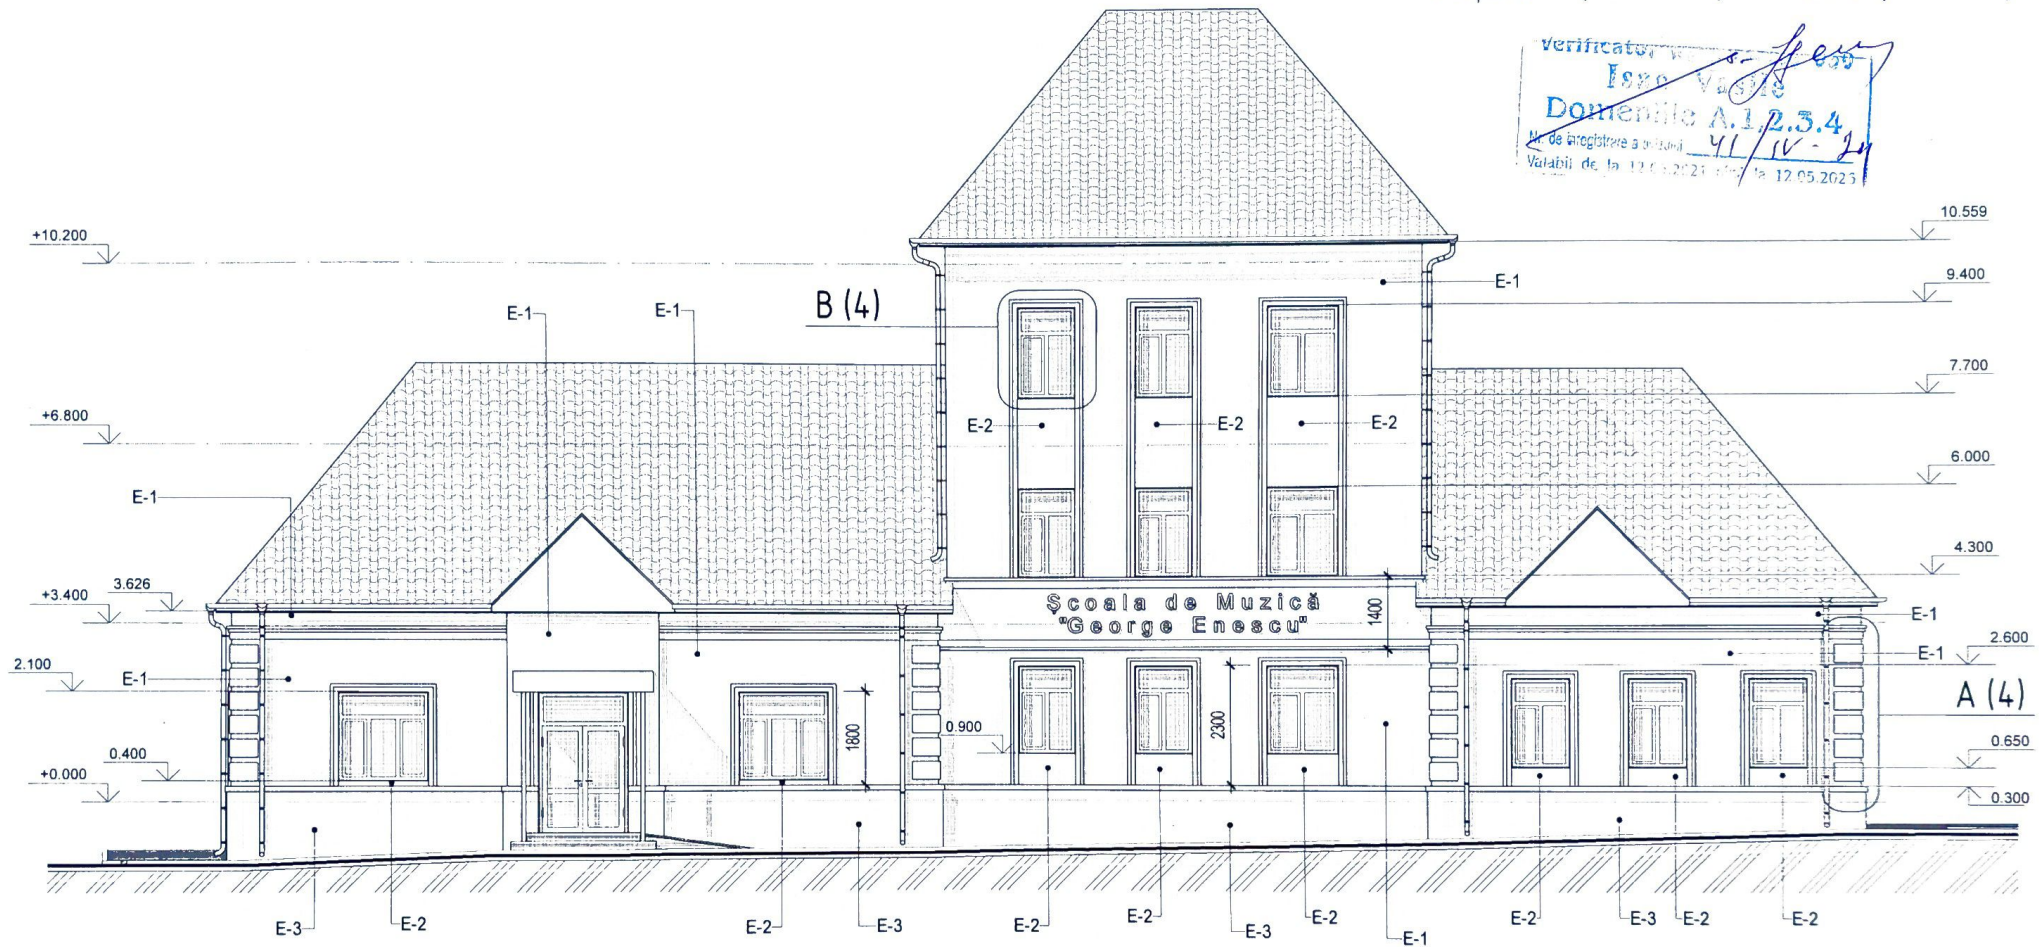 Verificator
Domeniile A.1,2.3.4
Nr. de înregistrare a
Valabil de la la 12.05.2025
10.559
+10.200
9.400
E-1
B (4)
E-1
E-1
7.700
+6.800
E-2
E-2
E-2
6.000
E-1
4.300
3.626
+3.400
Școala de Muzică
"George Enescu"
1400
E-1
2.600
E-1
2.100
E-1
A (4)
1800
2300
0.900
0.400
0.650
+0.000
0.300
E-3
E-2
E-2
E-3
E-2
E-2
E-3
E-2
E-1
E-2
E-3
E-2
E-2